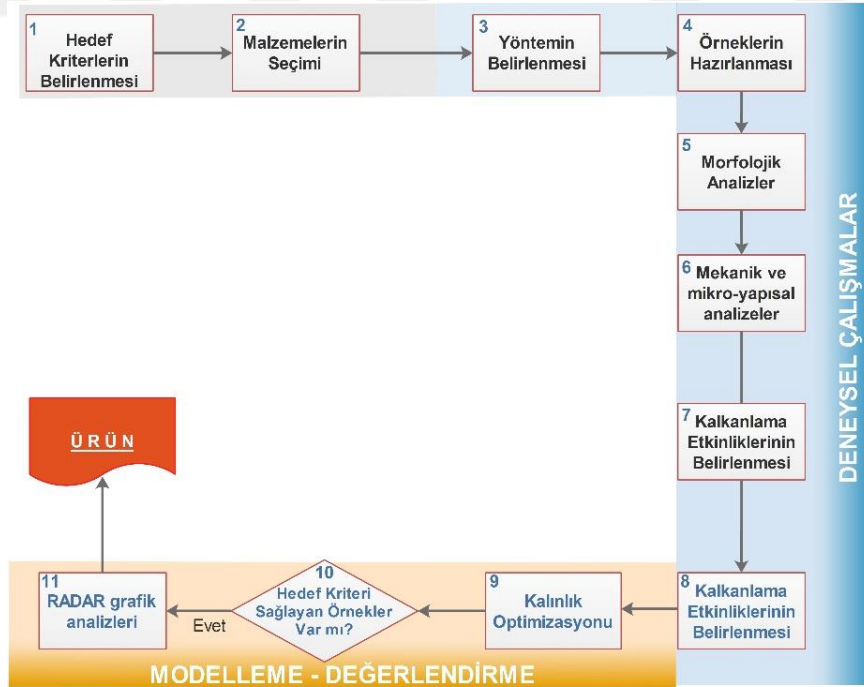 1
Hedef
Kriterlerin
Belirlenmesi
2
Malzemelerin
Seçimi
3
Yöntemin
Belirlenmesi
4
Örneklerin
Hazırlanması
5
Morfolojik
Analizler
6
Mekanik ve
mikro-yapısal
analizeler
7
Kalkanlama
Etkinliklerinin
Belirlenmesi
8
Kalkanlama
Etkinliklerinin
Belirlenmesi
9
Kalınlık
Optimizasyonu
10
Hedef Kriteri
Sağlayan Örnekler
Var mı?
Evet
11
RADAR grafik
analizleri
ÜRÜN
DENEYSEL ÇALIŞMALAR
MODELLEME - DEĞERLENDİRME